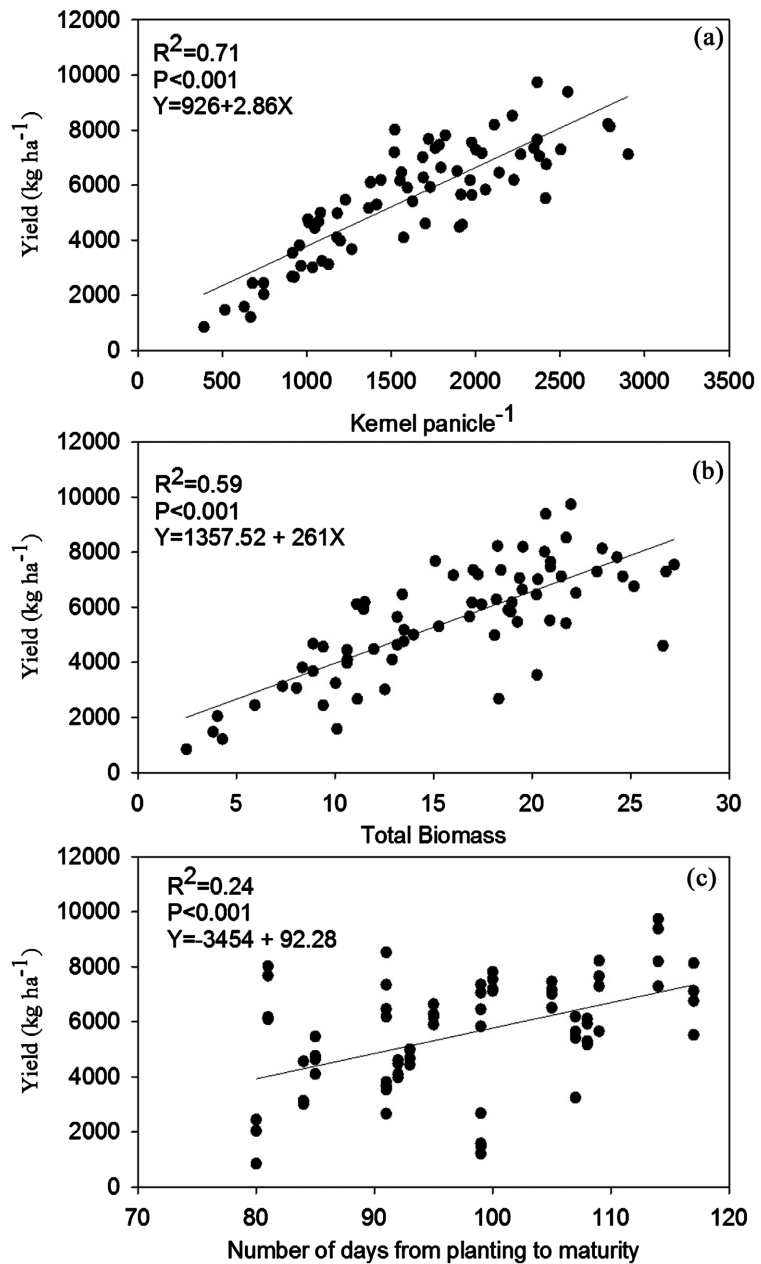 12000
(a)
R²=0.71
10000
P<0.001
Y=926+2.86X
8000
6000
4000
2000
0
Yield (kg ha⁻¹)
0 500 1000 1500 2000 2500 3000 3500
Kernel panicle⁻¹
12000
(b)
R²=0.59
10000
P<0.001
Y=1357.52 + 261X
8000
6000
4000
2000
0
Yield (kg ha⁻¹)
0 5 10 15 20 25 30
Total Biomass
12000
(c)
R²=0.24
10000
P<0.001
Y=-3454 + 92.28
8000
6000
4000
2000
0
Yield (kg ha⁻¹)
70 80 90 100 110 120
Number of days from planting to maturity